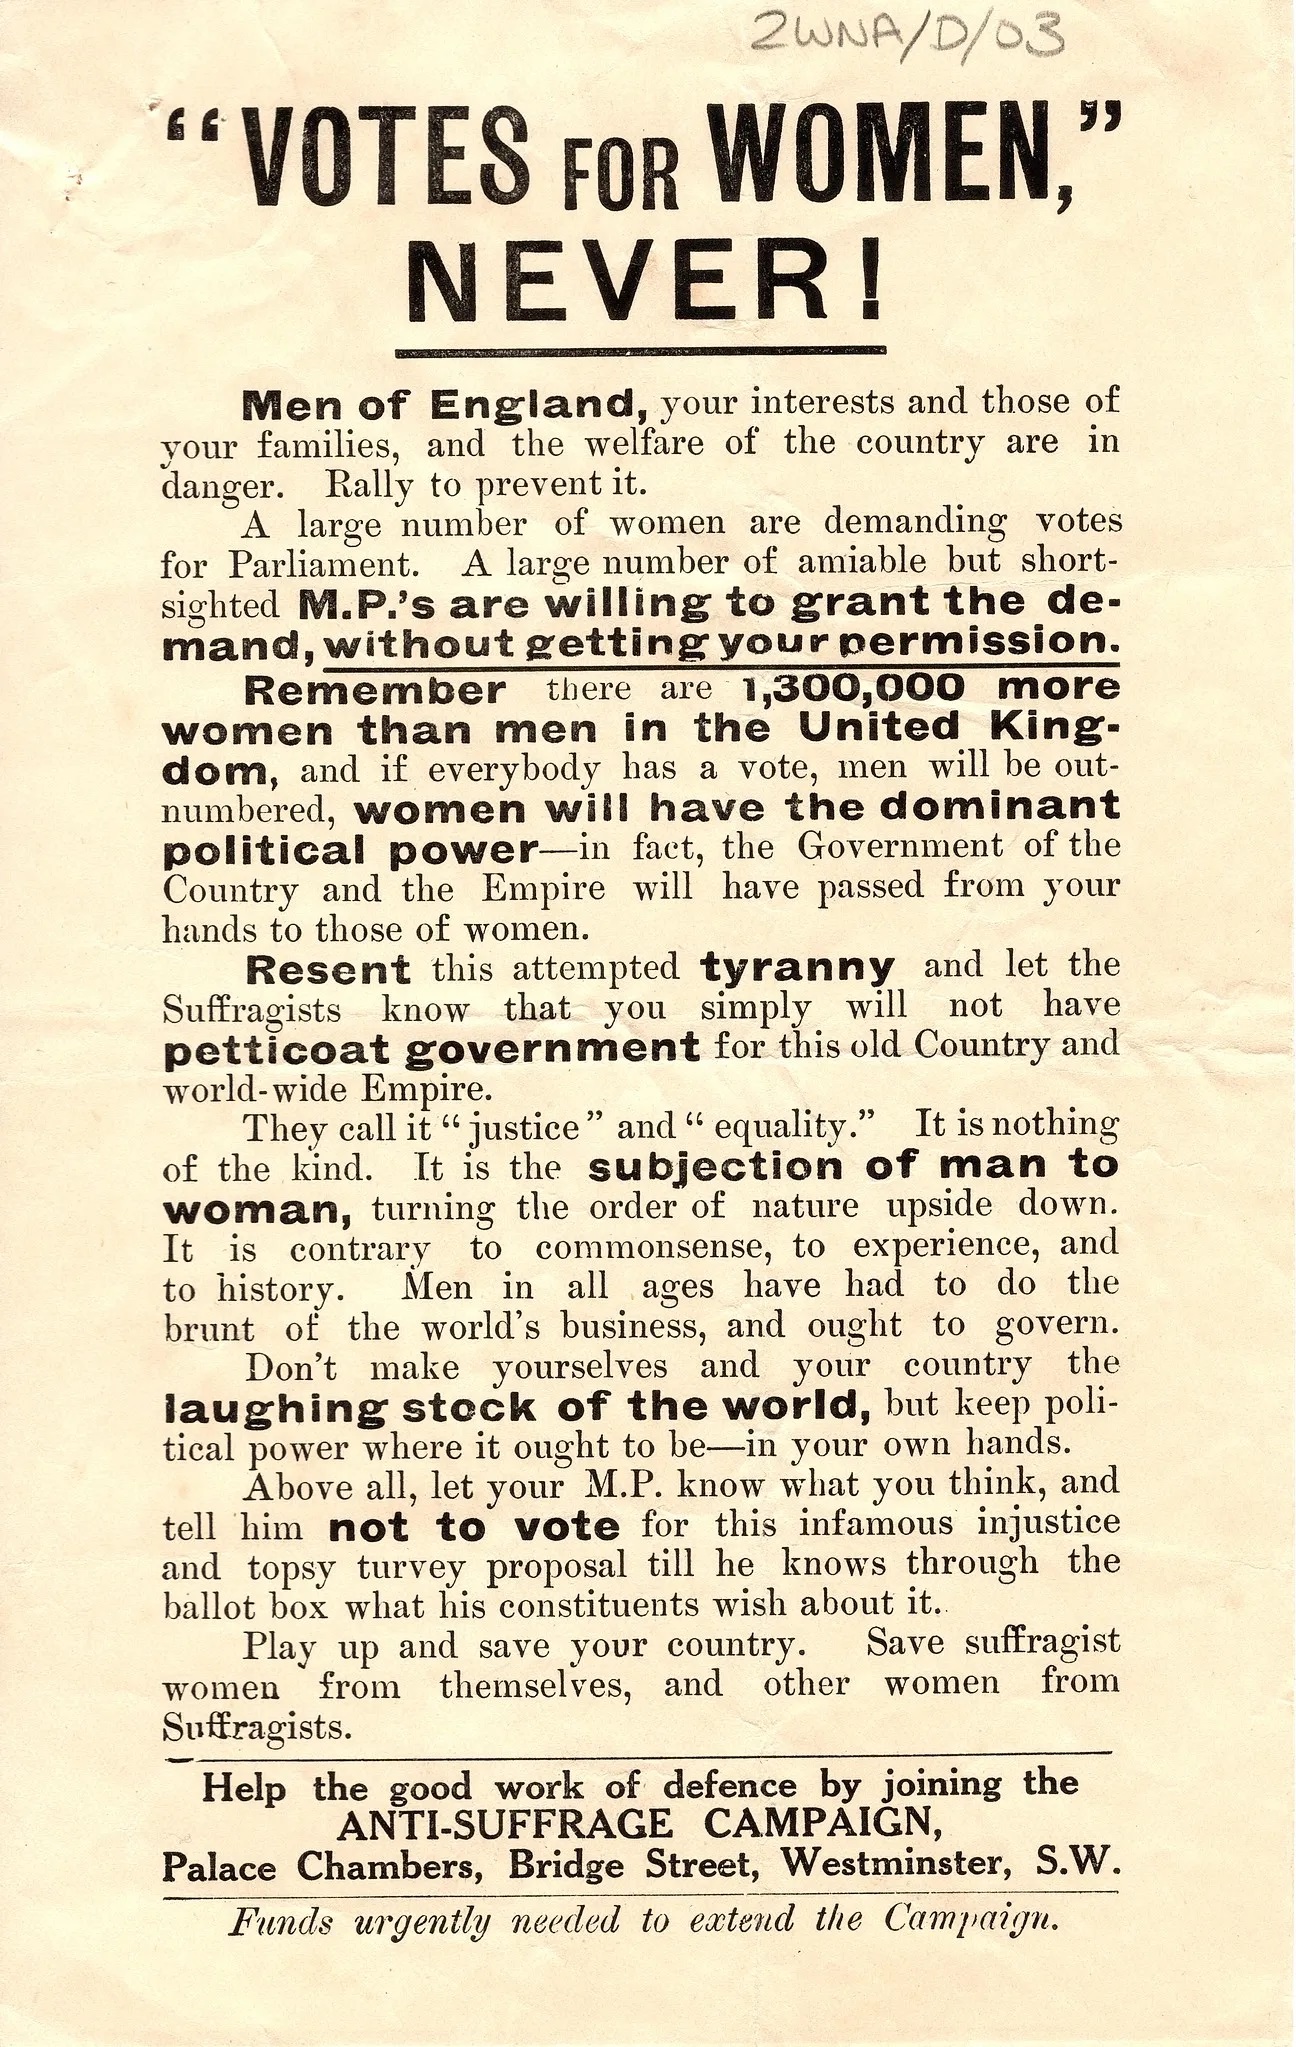 2WNA/D/03
“VOTES FOR WOMEN,”
NEVER!
Men of England, your interests and those of
your families, and the welfare of the country are in
danger. Rally to prevent it.
A large number of women are demanding votes
for Parliament. A large number of amiable but short-
sighted M.P.'s are willing to grant the de-
mand, without getting your permission.
Remember there are 1,300,000 more
women than men in the United King-
dom, and if everybody has a vote, men will be out-
numbered, women will have the dominant
political power—in fact, the Government of the
Country and the Empire will have passed from your
hands to those of women.
Resent this attempted tyranny and let the
Suffragists know that you simply will not have
petticoat government for this old Country and
world-wide Empire.
They call it “justice” and “equality.” It is nothing
of the kind. It is the subjection of man to
woman, turning the order of nature upside down.
It is contrary to commonsense, to experience, and
to history. Men in all ages have had to do the
brunt of the world's business, and ought to govern.
Don't make yourselves and your country the
laughing stock of the world, but keep poli-
tical power where it ought to be—in your own hands.
Above all, let your M.P. know what you think, and
tell him not to vote for this infamous injustice
and topsy turvey proposal till he knows through the
ballot box what his constituents wish about it.
Play up and save your country. Save suffragist
women from themselves, and other women from
Suffragists.
Help the good work of defence by joining the
ANTI-SUFFRAGE CAMPAIGN,
Palace Chambers, Bridge Street, Westminster, S.W.
Funds urgently needed to extend the Campaign.